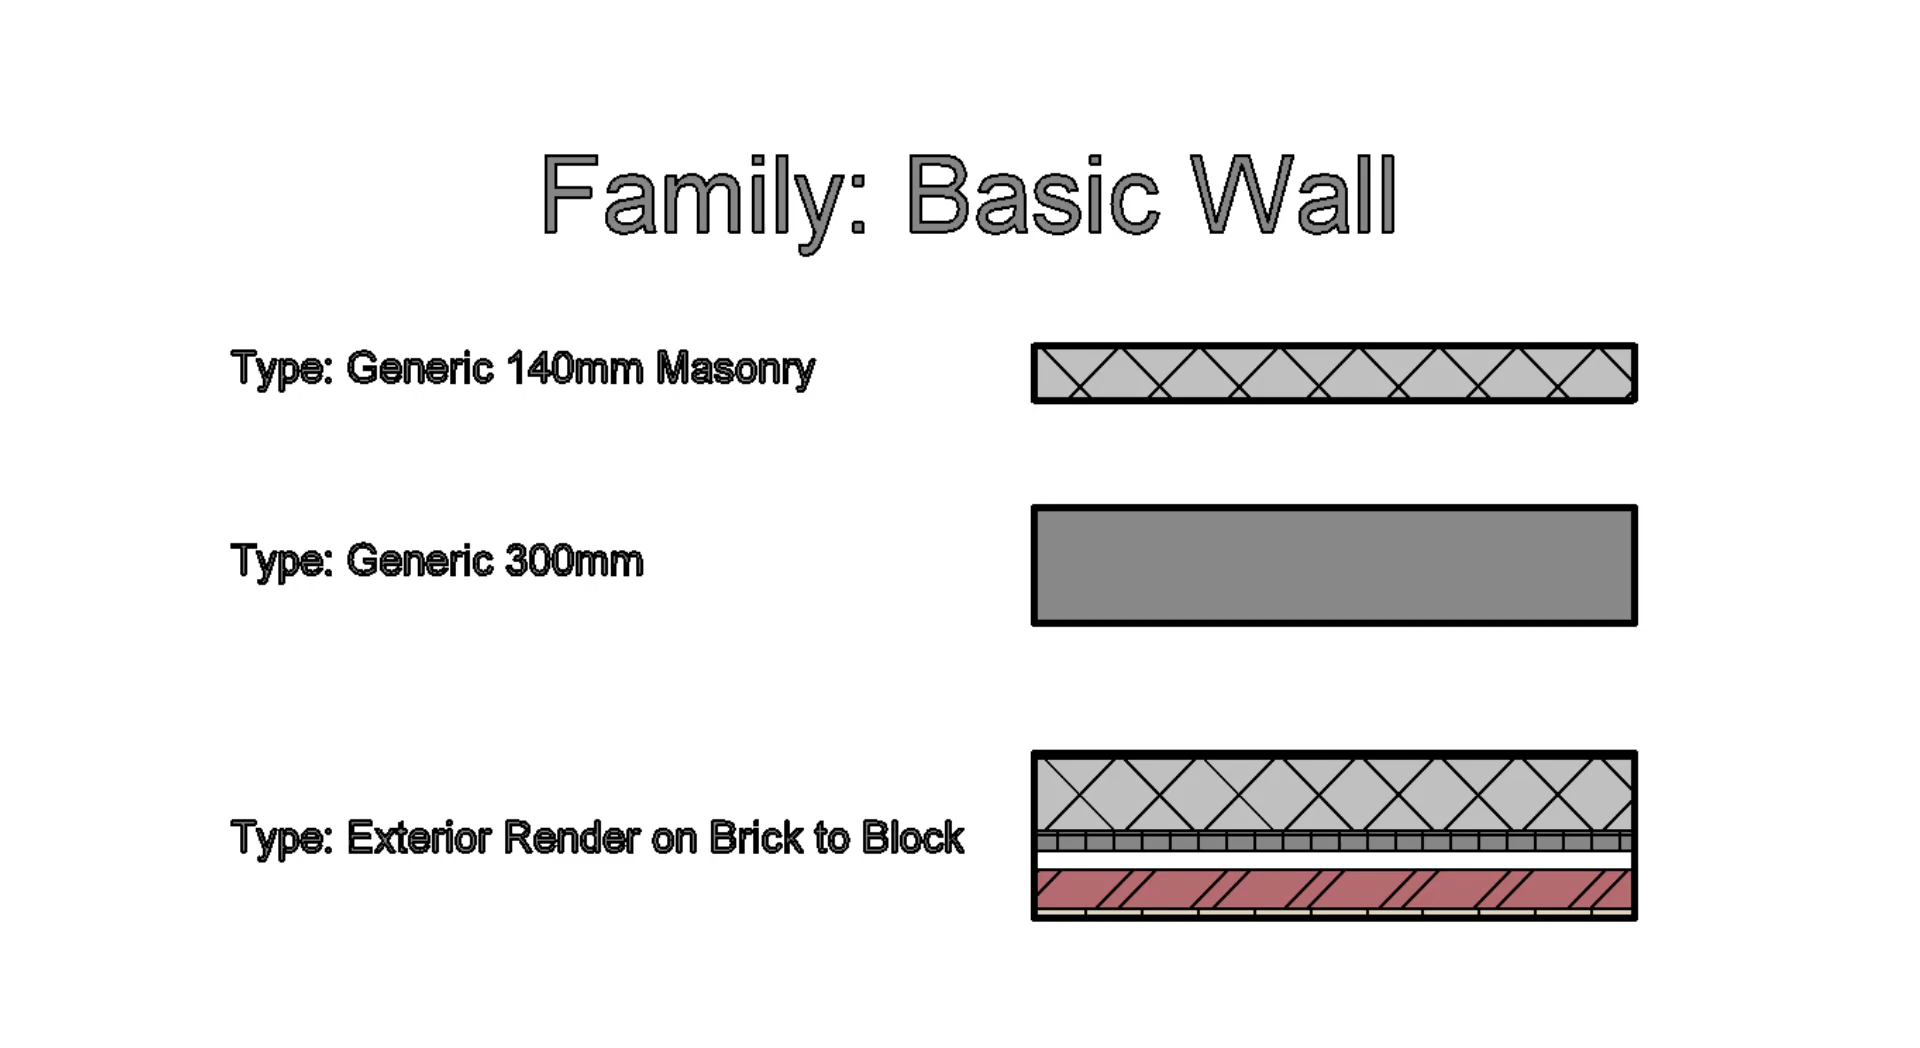 Family: Basic Wall
Type: Generic 140mm Masonry
Type: Generic 300mm
Type: Exterior Render on Brick to Block